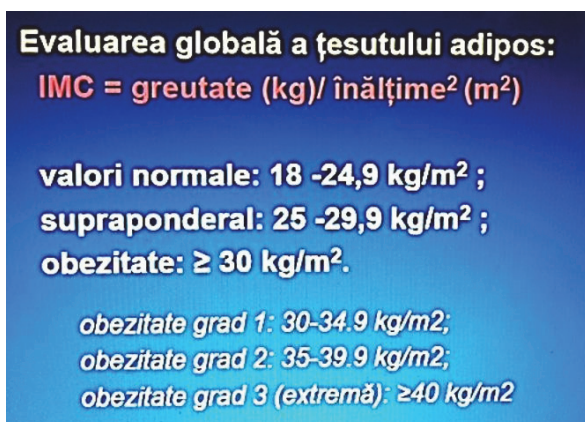 Evaluarea globală a țesutului adipos:
IMC = greutate (kg)/ înălțime² (m²)
valori normale: 18 -24,9 kg/m² ;
supraponderal: 25 -29,9 kg/m² ;
obezitate: ≥ 30 kg/m².
obezitate grad 1: 30-34.9 kg/m2;
obezitate grad 2: 35-39.9 kg/m2;
obezitate grad 3 (extremă): ≥40 kg/m2